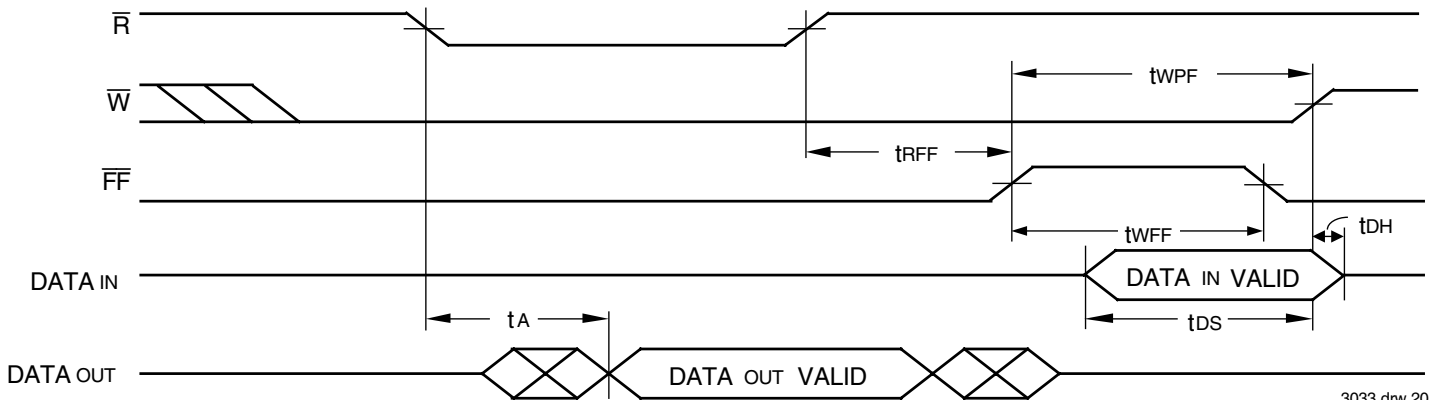 R̅
tWPF
W̅
tRFF
F̅F̅
tWFF
tDH
DATA IN
DATA IN VALID
tA
tDS
DATA OUT
DATA OUT VALID
3033 drw 20